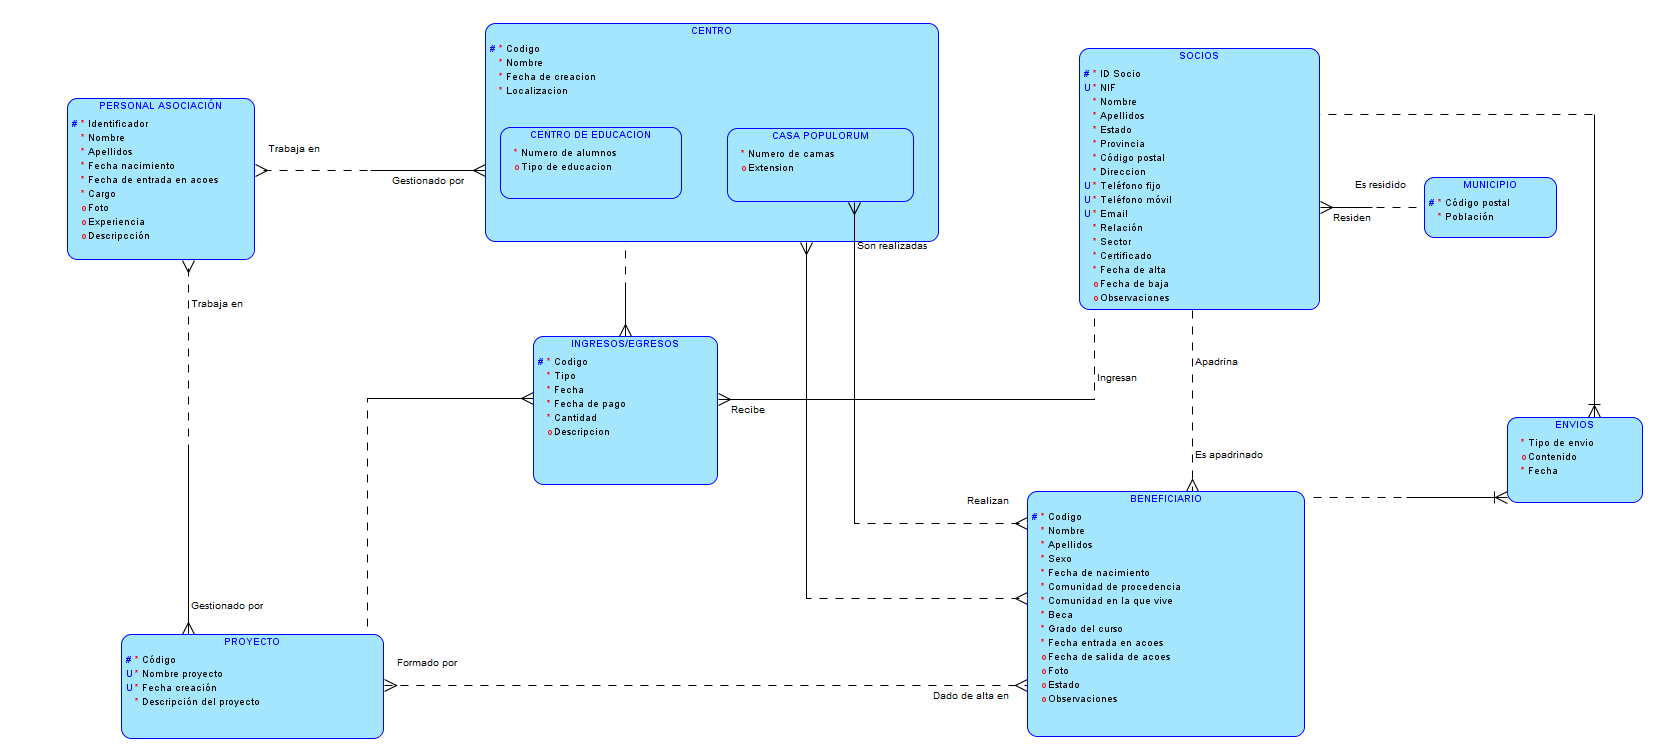 CENTRO
# * Codigo
* Nombre
* Fecha de creacion
* Localizacion
CENTRO DE EDUCACION
* Numero de alumnos
o Tipo de educacion
CASA POPULORUM
* Numero de camas
o Extension
PERSONAL ASOCIACIÓN
# * Identificador
* Nombre
* Apellidos
* Fecha nacimiento
* Fecha de entrada en acoes
* Cargo
o Foto
o Experiencia
o Descripcción
Trabaja en
Gestionado por
SOCIOS
# * ID Socio
U * NIF
* Nombre
* Apellidos
* Estado
* Provincia
* Código postal
* Direccion
U * Teléfono fijo
U * Teléfono móvil
U * Email
* Relación
* Sector
* Certificado
* Fecha de alta
o Fecha de baja
o Observaciones
Es residido
Residen
MUNICIPIO
# * Código postal
* Población
Son realizadas
Trabaja en
Gestionado por
INGRESOS/EGRESOS
# * Codigo
* Tipo
* Fecha
* Fecha de pago
* Cantidad
o Descripcion
Recibe
Ingresan
Apadrina
Es apadrinado
ENVIOS
* Tipo de envio
o Contenido
* Fecha
Realizan
BENEFICIARIO
# * Codigo
* Nombre
* Apellidos
* Sexo
* Fecha de nacimiento
* Comunidad de procedencia
* Comunidad en la que vive
* Beca
* Grado del curso
* Fecha entrada en acoes
o Fecha de salida de acoes
o Foto
o Estado
o Observaciones
PROYECTO
# * Código
U * Nombre proyecto
U * Fecha creación
* Descripción del proyecto
Formado por
Dado de alta en